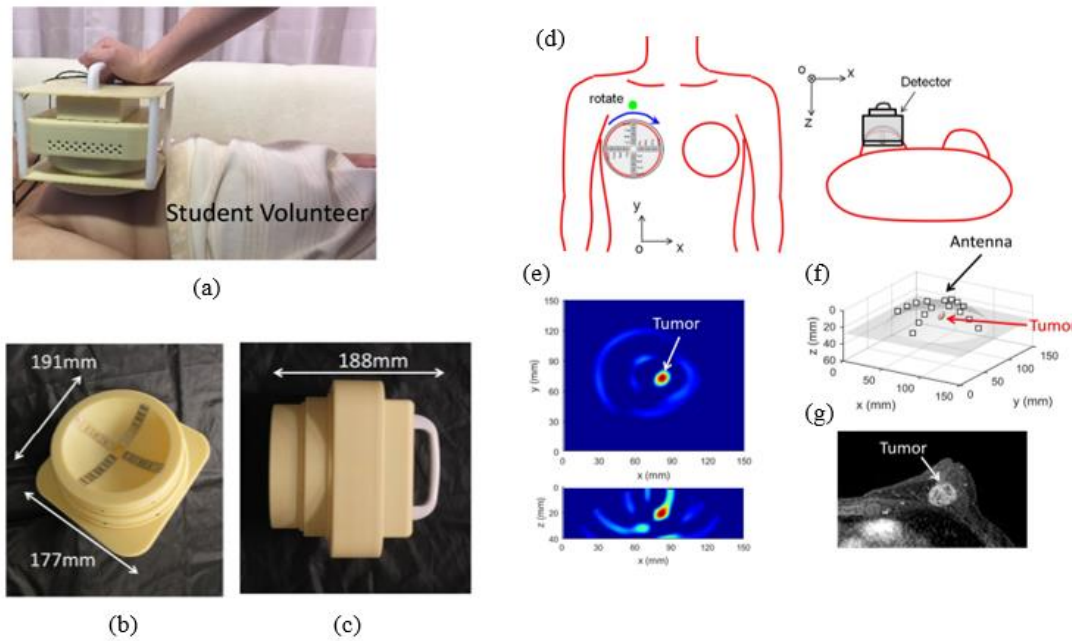 Student Volunteer
(a)
191mm
177mm
(b)
188mm
(c)
(d)
rotate
y
o
x
o
x
z
Detector
(e)
150
120
90
60
30
0
y (mm)
Tumor
0 30 60 90 120 150
x (mm)
0
20
40
z (mm)
0 30 60 90 120 150
x (mm)
(f)
Antenna
Tumor
0
20
40
60
z (mm)
0
50
100
150
x (mm)
0
50
100
150
y (mm)
(g)
Tumor